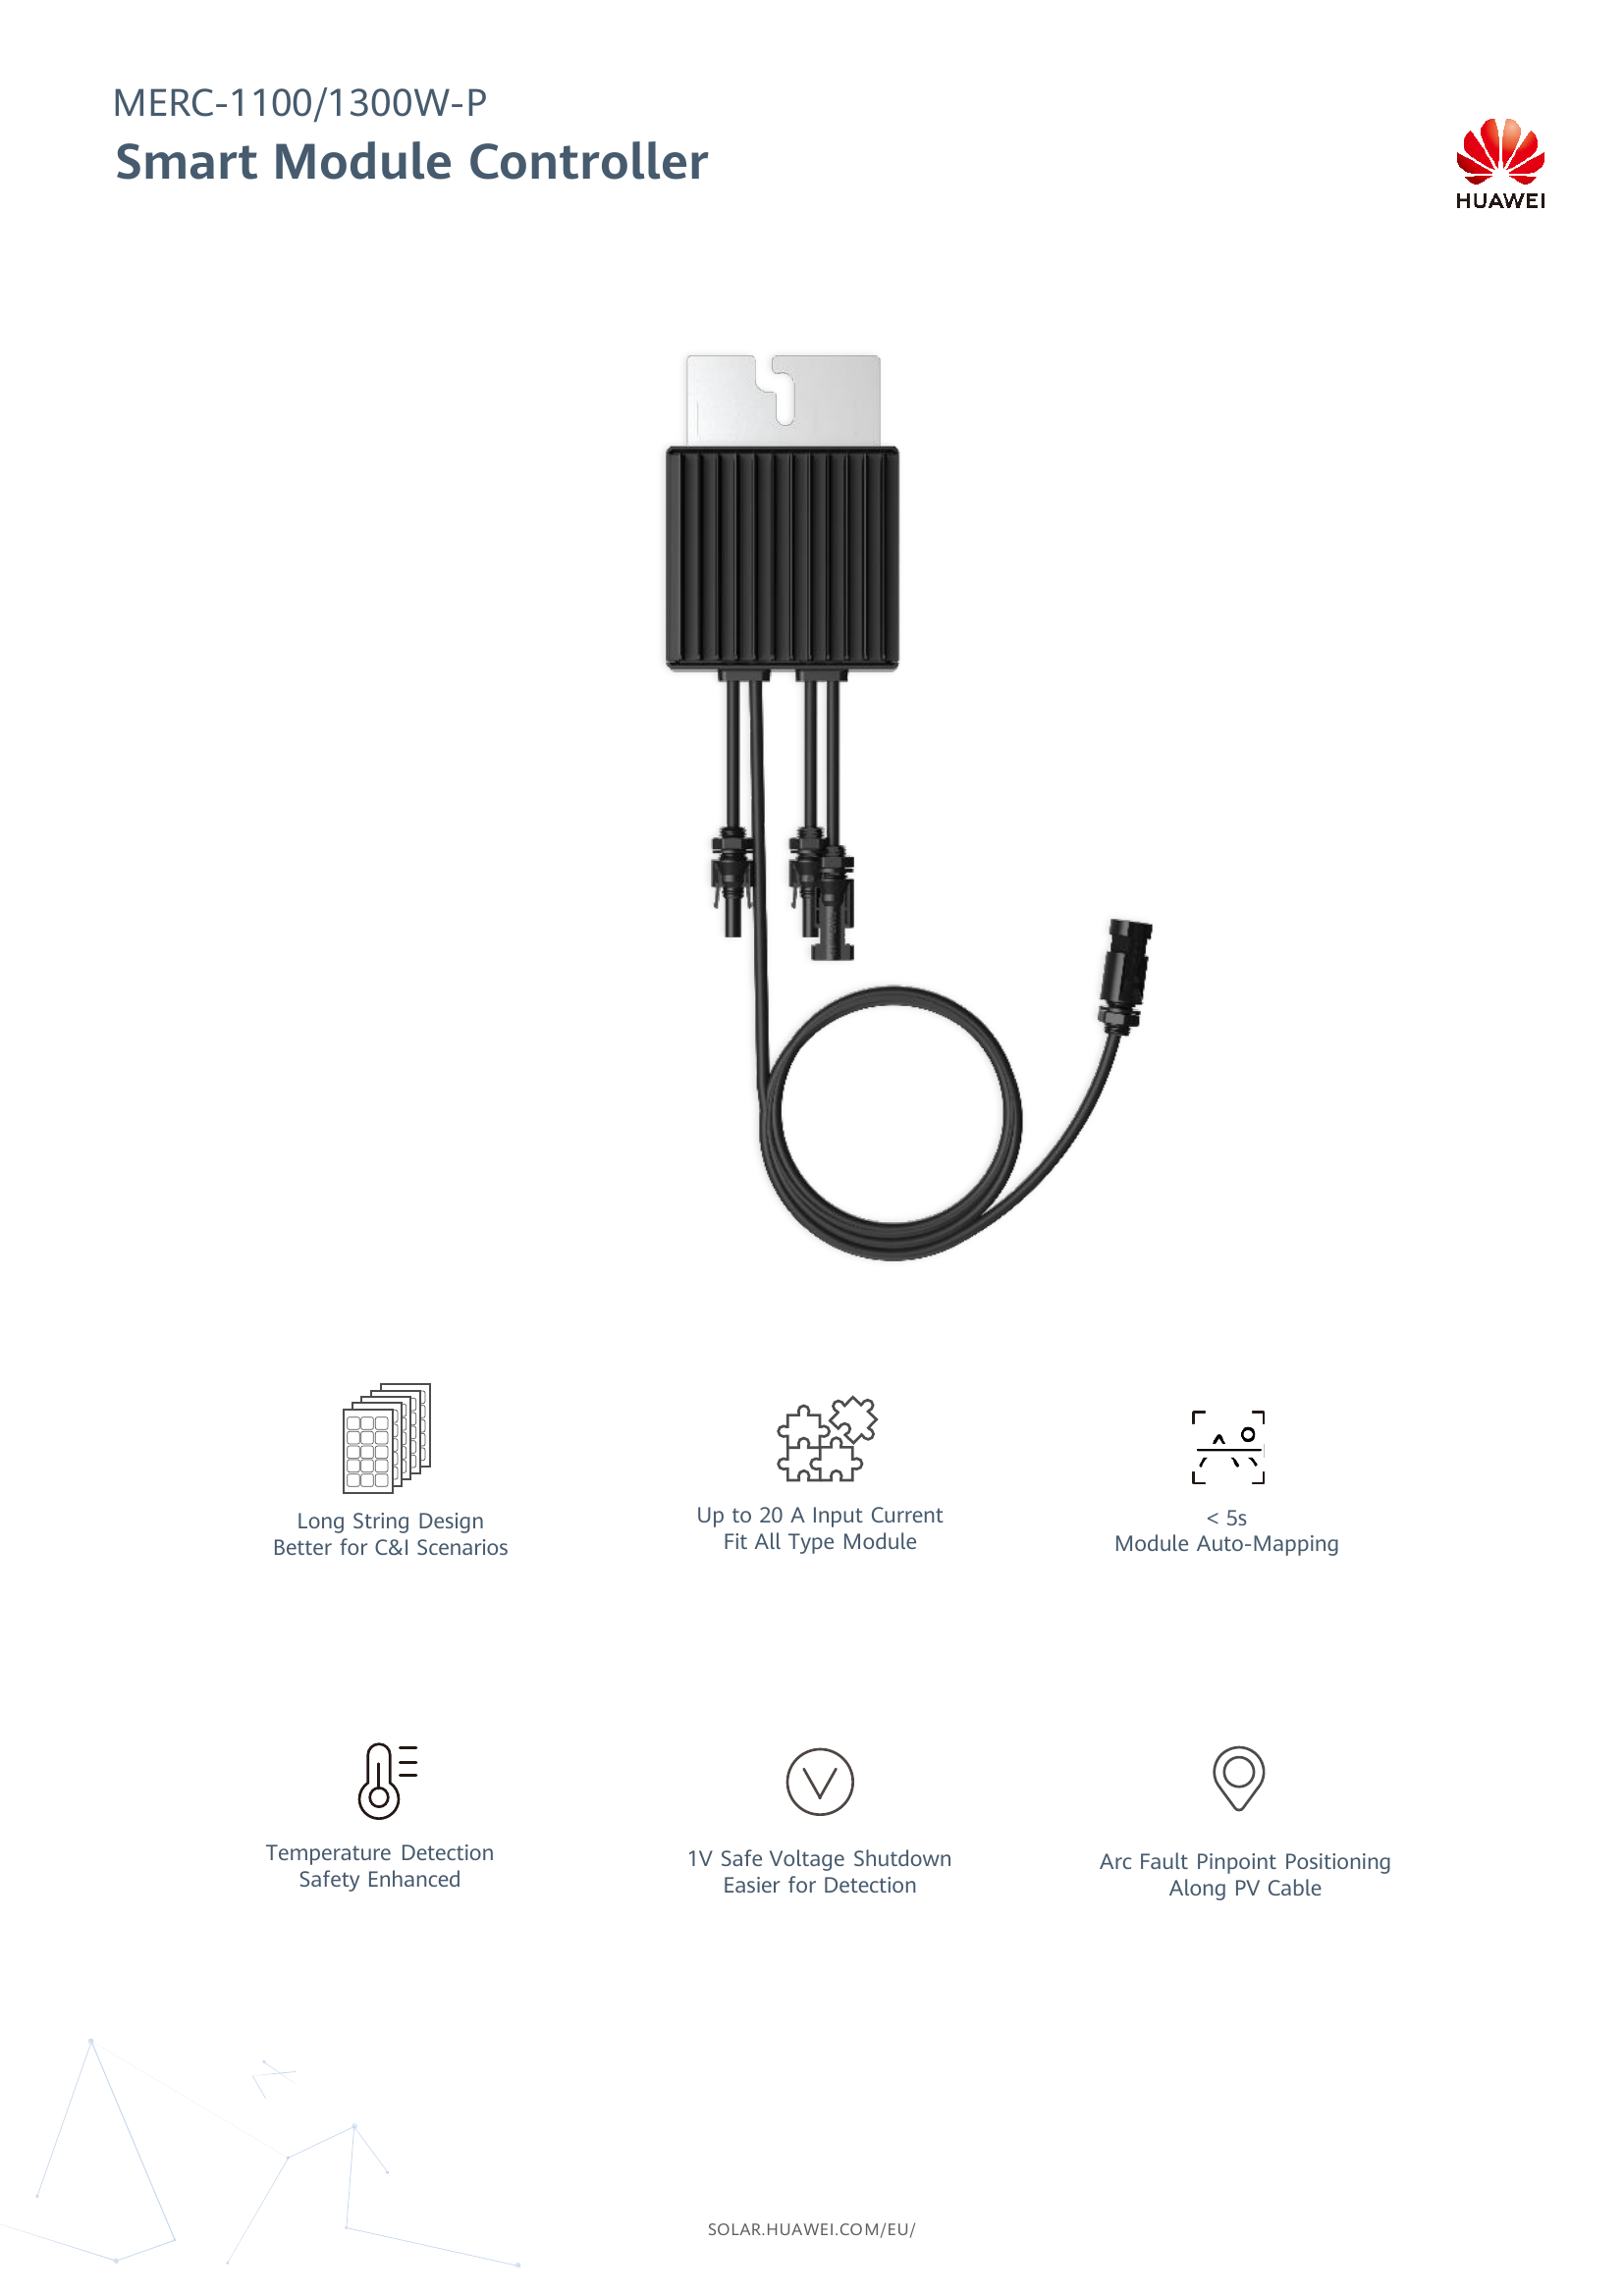 MERC-1100/1300W-P
Smart Module Controller
HUAWEI
Long String Design
Better for C&I Scenarios
Up to 20 A Input Current
Fit All Type Module
< 5s
Module Auto-Mapping
Temperature Detection
Safety Enhanced
1V Safe Voltage Shutdown
Easier for Detection
Arc Fault Pinpoint Positioning
Along PV Cable
SOLAR.HUAWEI.COM/EU/